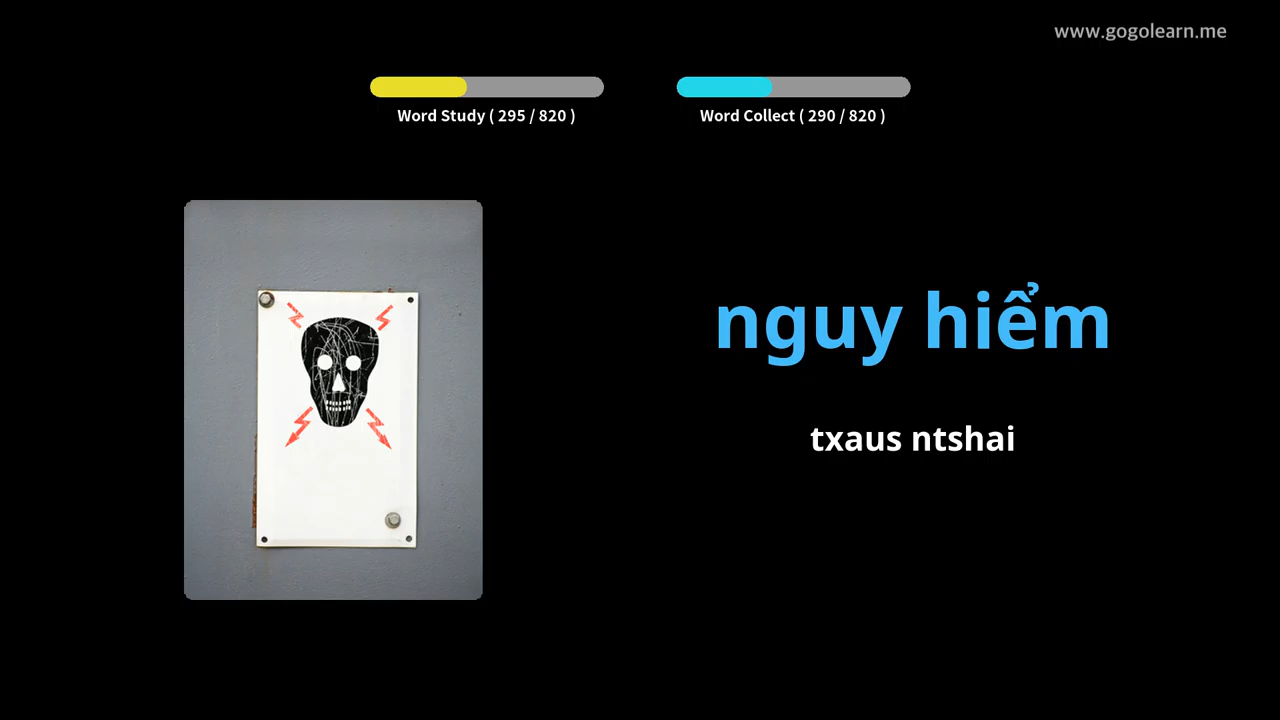 www.gogolearn.me
Word Study ( 295 / 820 )
Word Collect ( 290 / 820 )
nguy hiểm
txaus ntshai